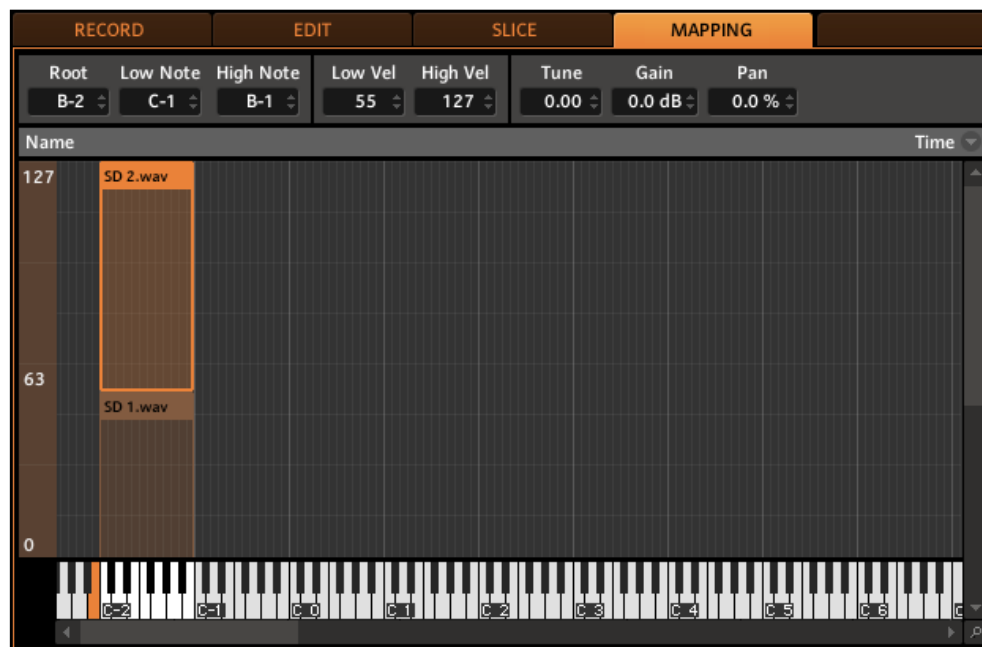 RECORD EDIT SLICE MAPPING
Root Low Note High Note Low Vel High Vel Tune Gain Pan
B-2 C-1 B-1 55 127 0.00 0.0 dB 0.0 %
Name Time
127 SD 2.wav
63
SD 1.wav
0
C-2 C-1 C 0 C 1 C 2 C 3 C 4 C 5 C 6